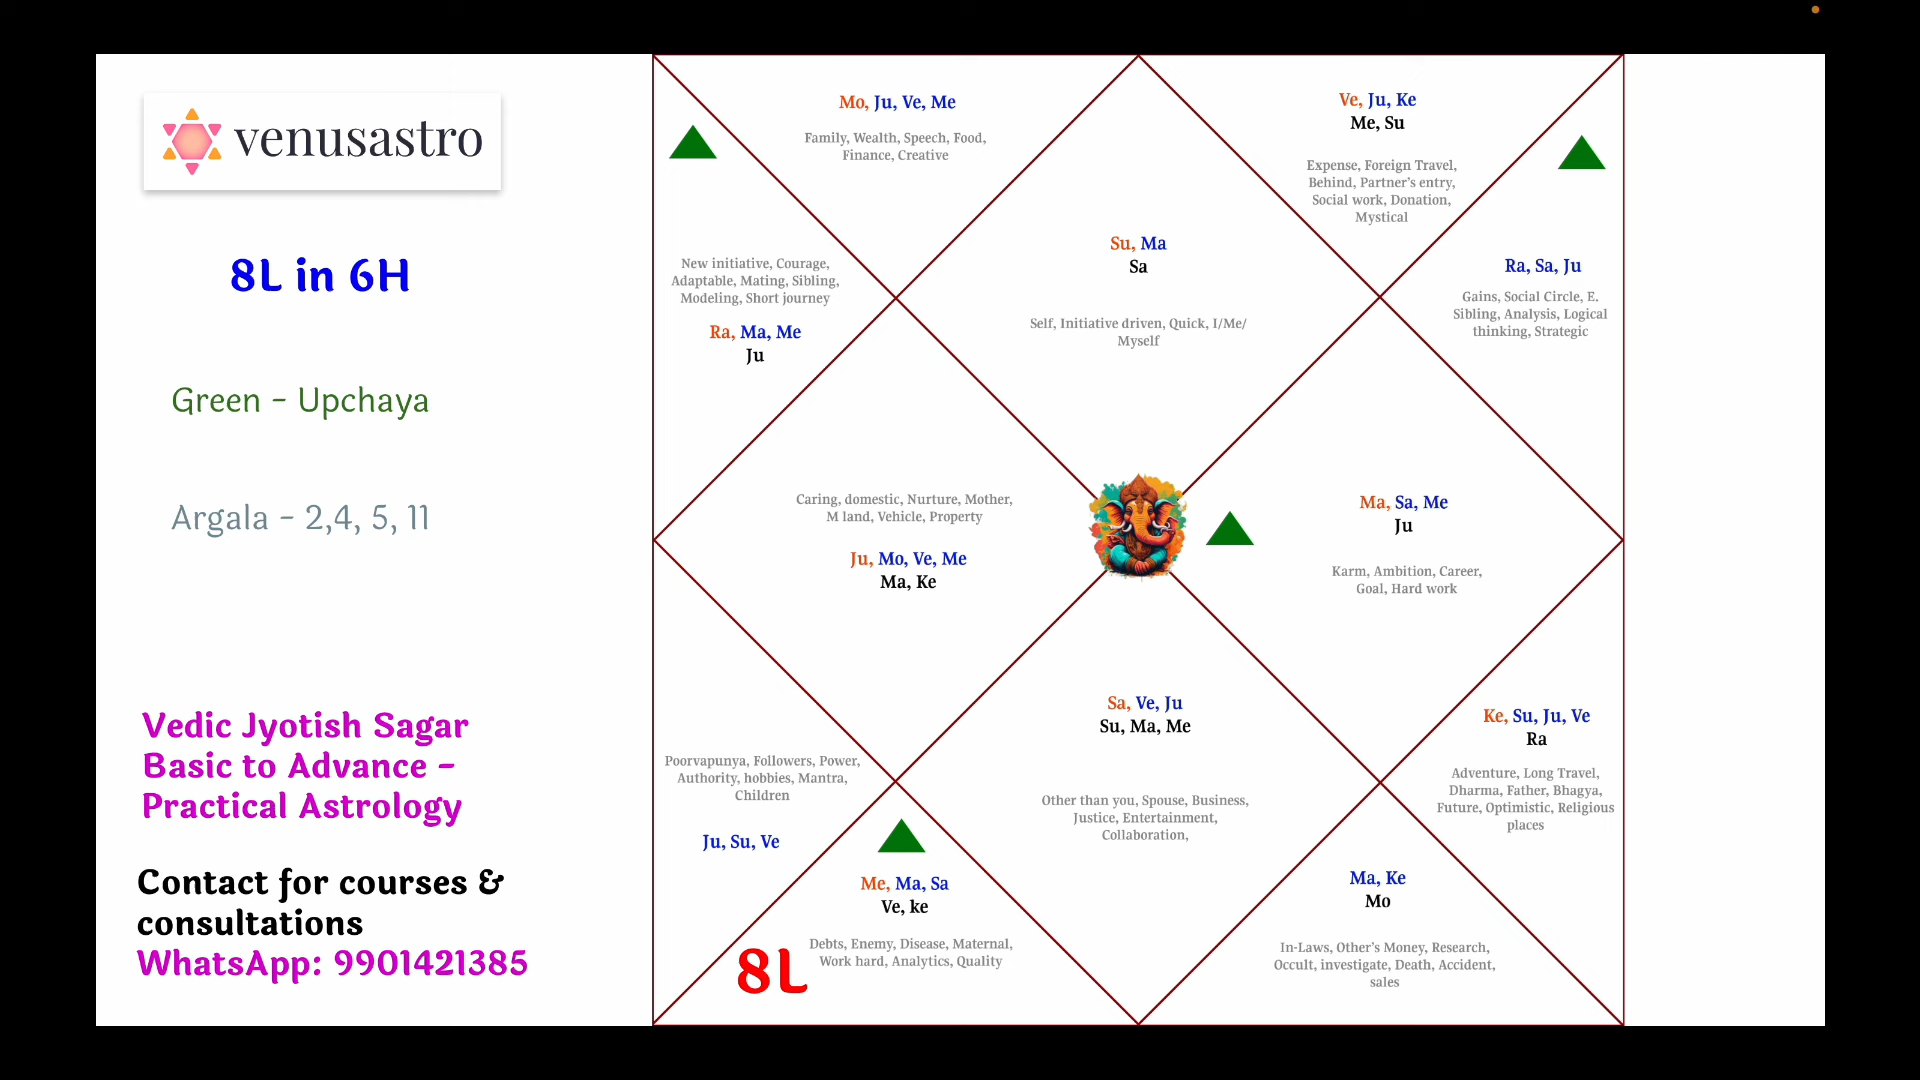 venusastro
8L in 6H
Green - Upchaya
Argala - 2,4, 5, 11
Vedic Jyotish Sagar
Basic to Advance -
Practical Astrology
Contact for courses &
consultations
WhatsApp: 9901421385
Mo, Ju, Ve, Me
Family, Wealth, Speech, Food,
Finance, Creative
Ve, Ju, Ke
Me, Su
Expense, Foreign Travel,
Behind, Partner's entry,
Social work, Donation,
Mystical
New initiative, Courage,
Adaptable, Mating, Sibling,
Modeling, Short journey
Ra, Ma, Me
Ju
Su, Ma
Sa
Self, Initiative driven, Quick, I/Me/
Myself
Ra, Sa, Ju
Gains, Social Circle, E.
Sibling, Analysis, Logical
thinking, Strategic
Caring, domestic, Nurture, Mother,
M land, Vehicle, Property
Ju, Mo, Ve, Me
Ma, Ke
Ma, Sa, Me
Ju
Karm, Ambition, Career,
Goal, Hard work
Poorvapunya, Followers, Power,
Authority, hobbies, Mantra,
Children
Ju, Su, Ve
Sa, Ve, Ju
Su, Ma, Me
Other than you, Spouse, Business,
Justice, Entertainment,
Collaboration,
Ke, Su, Ju, Ve
Ra
Adventure, Long Travel,
Dharma, Father, Bhagya,
Future, Optimistic, Religious
places
Me, Ma, Sa
Ve, ke
Debts, Enemy, Disease, Maternal,
Work hard, Analytics, Quality
8L
Ma, Ke
Mo
In-Laws, Other's Money, Research,
Occult, investigate, Death, Accident,
sales